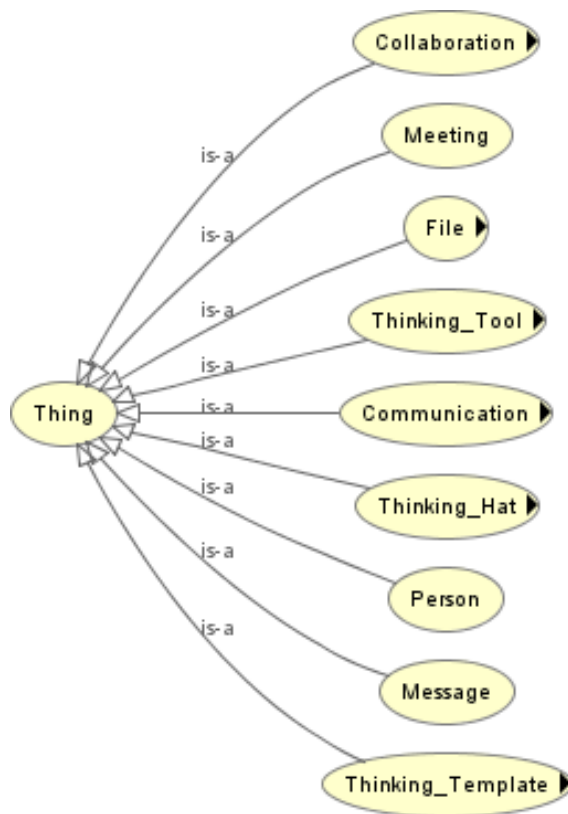 Collaboration
is-a
Meeting
is-a
File
is-a
Thinking_Tool
is-a
Thing
is-a
Communication
is-a
Thinking_Hat
is-a
Person
is-a
Message
is-a
Thinking_Template